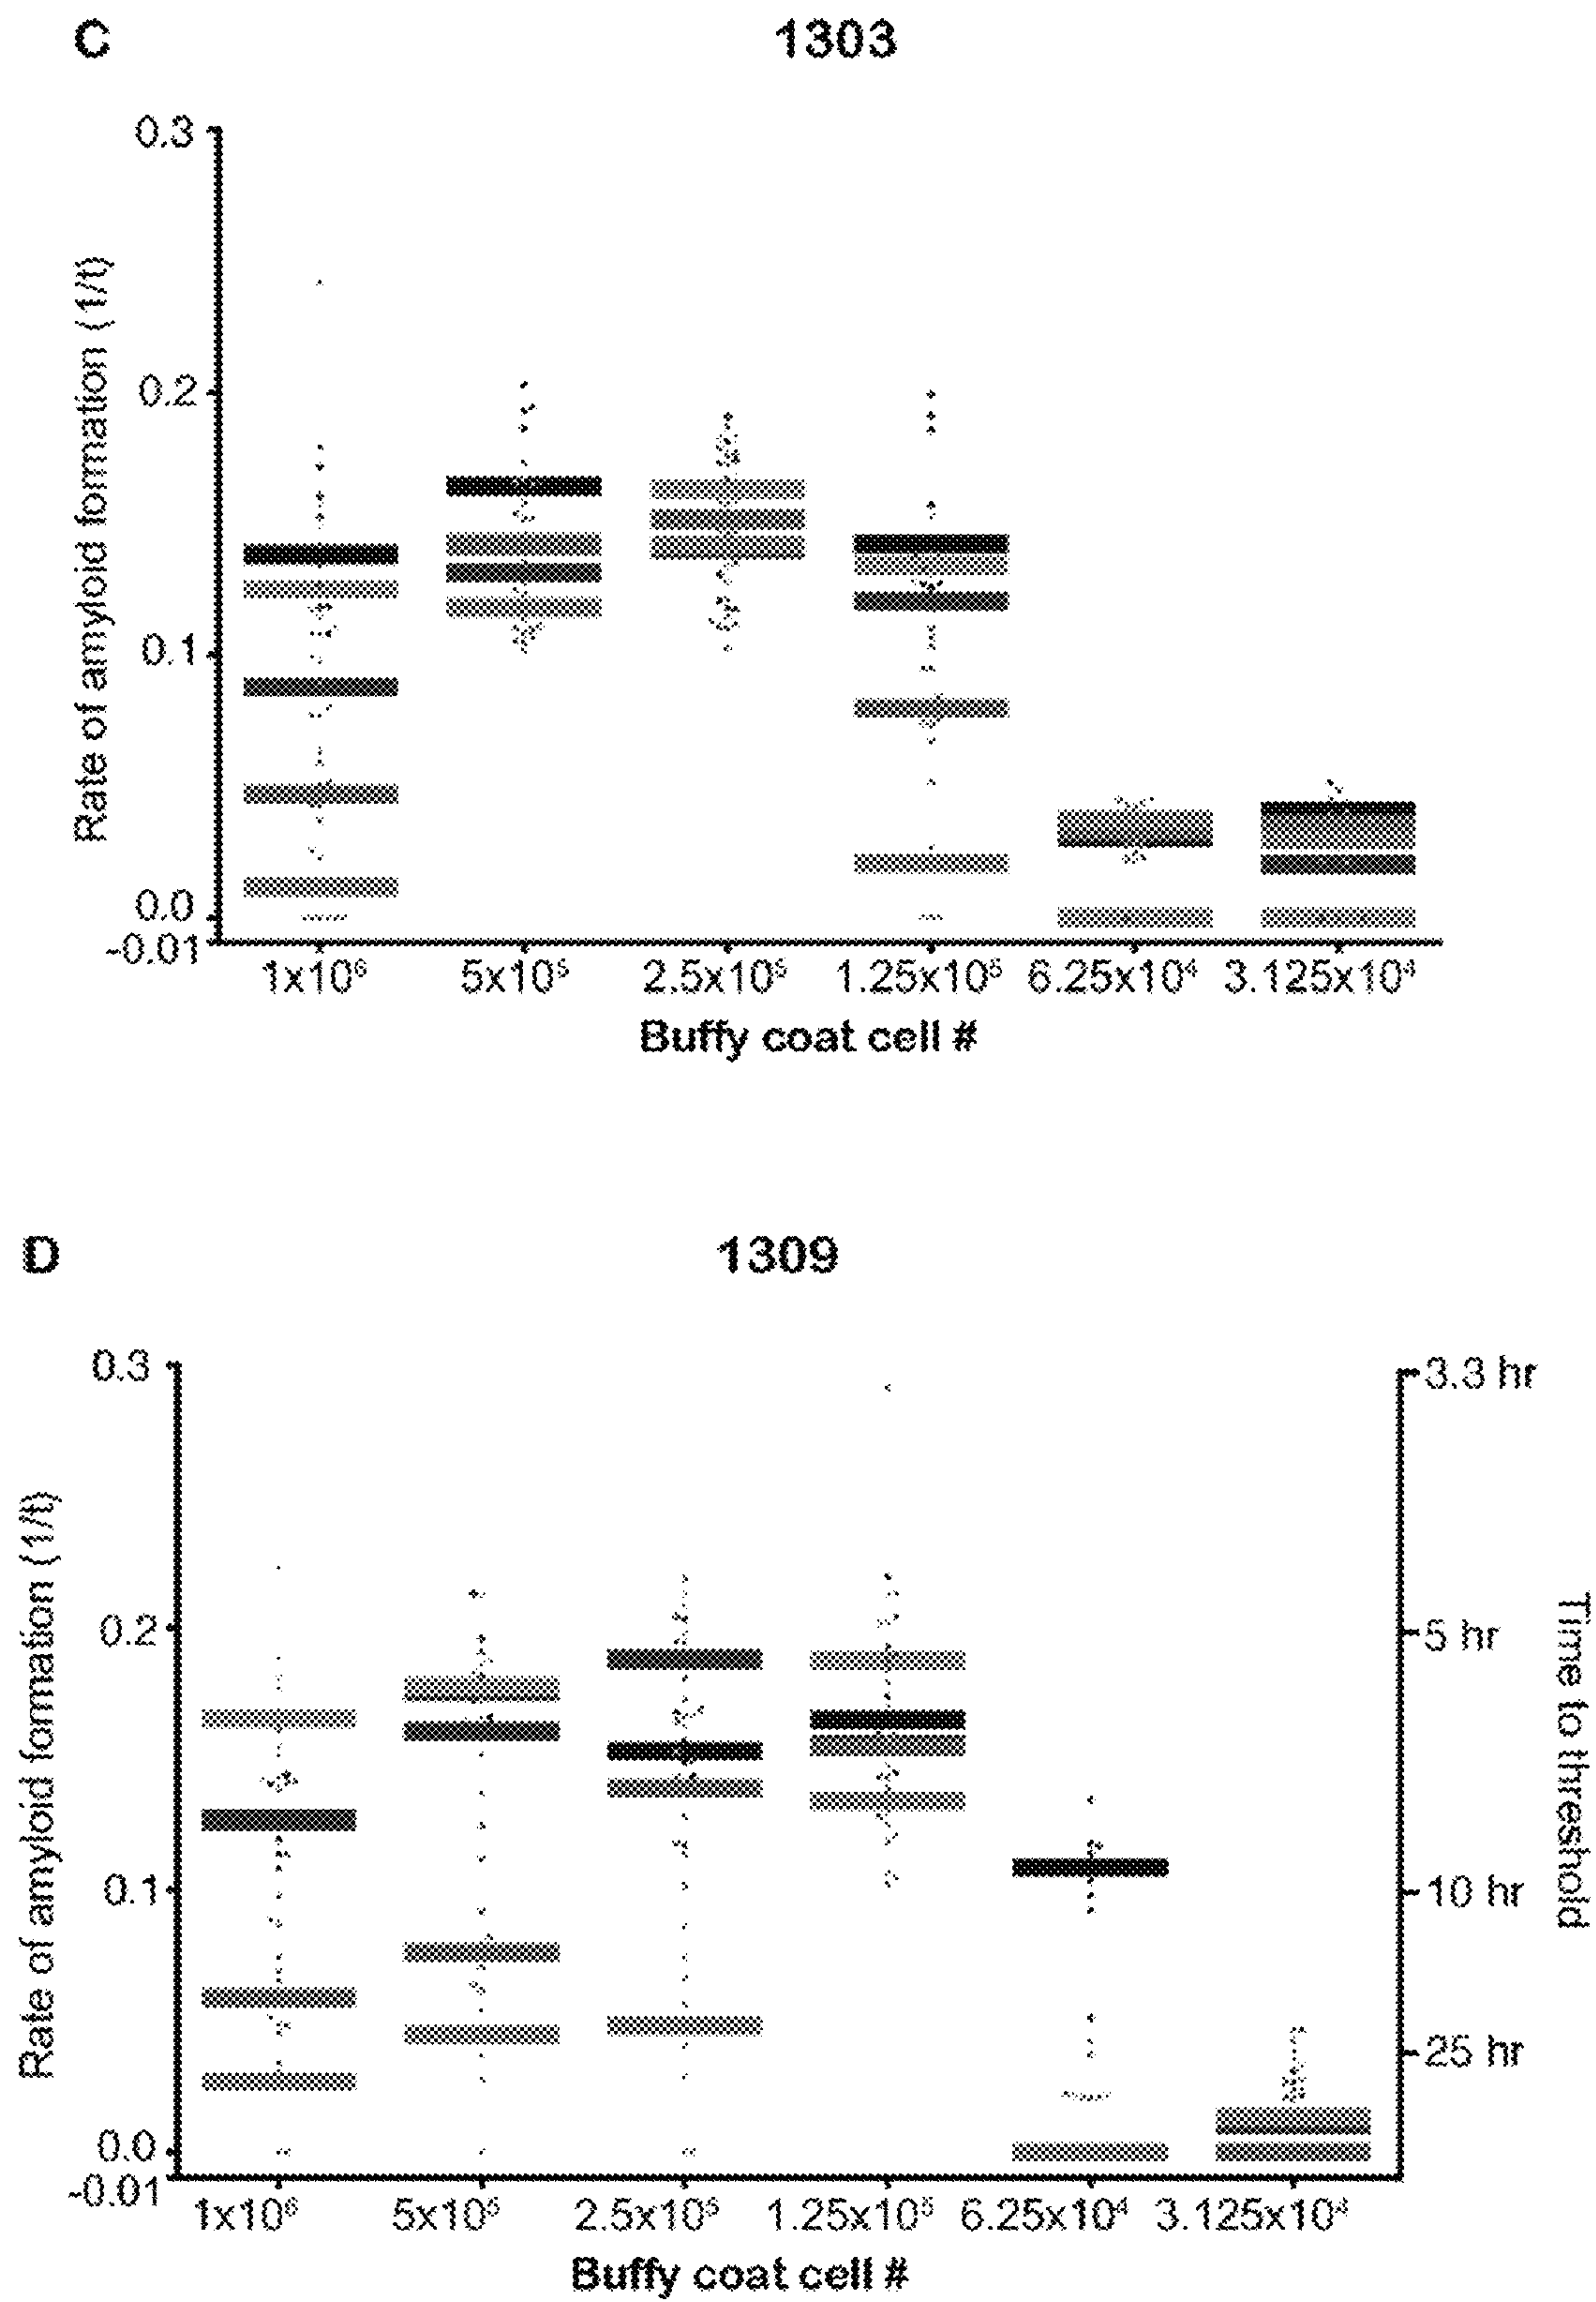 C
1303
0.3
0.2
0.1
0.0
-0.01
Rate of amyloid formation (1/t)
1x10⁶ 5x10⁵ 2.5x10⁵ 1.25x10⁵ 6.25x10⁴ 3.125x10⁴
Buffy coat cell #
D
1309
0.3
0.2
0.1
0.0
-0.01
Rate of amyloid formation (1/t)
3.3 hr
5 hr
10 hr
25 hr
Time to threshold
1x10⁶ 5x10⁵ 2.5x10⁵ 1.25x10⁵ 6.25x10⁴ 3.125x10⁴
Buffy coat cell #